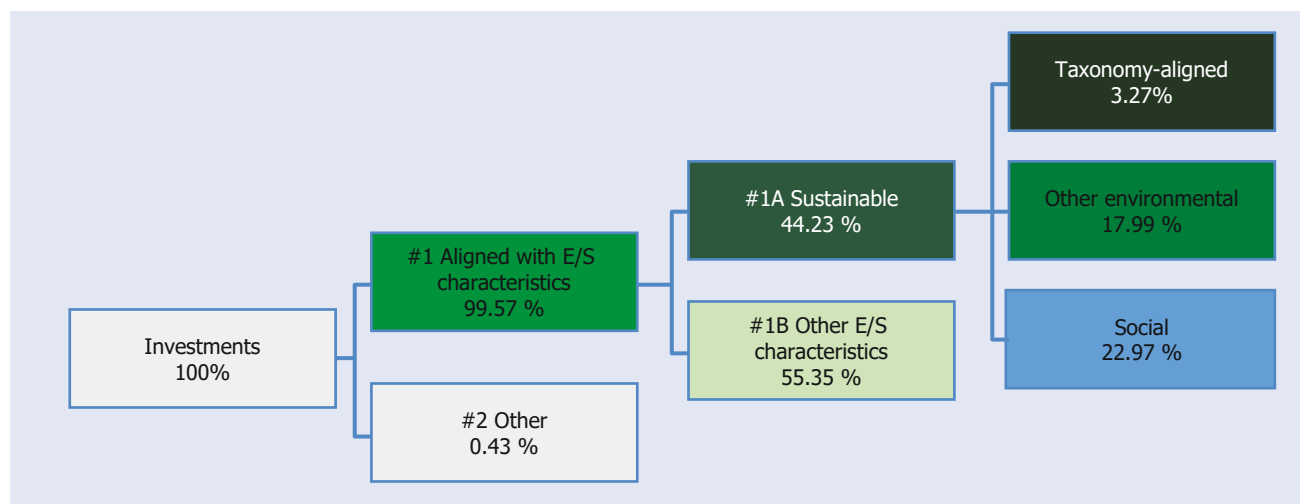 Investments
100%
#1 Aligned with E/S
characteristics
99.57 %
#2 Other
0.43 %
#1A Sustainable
44.23 %
#1B Other E/S
characteristics
55.35 %
Taxonomy-aligned
3.27%
Other environmental
17.99 %
Social
22.97 %